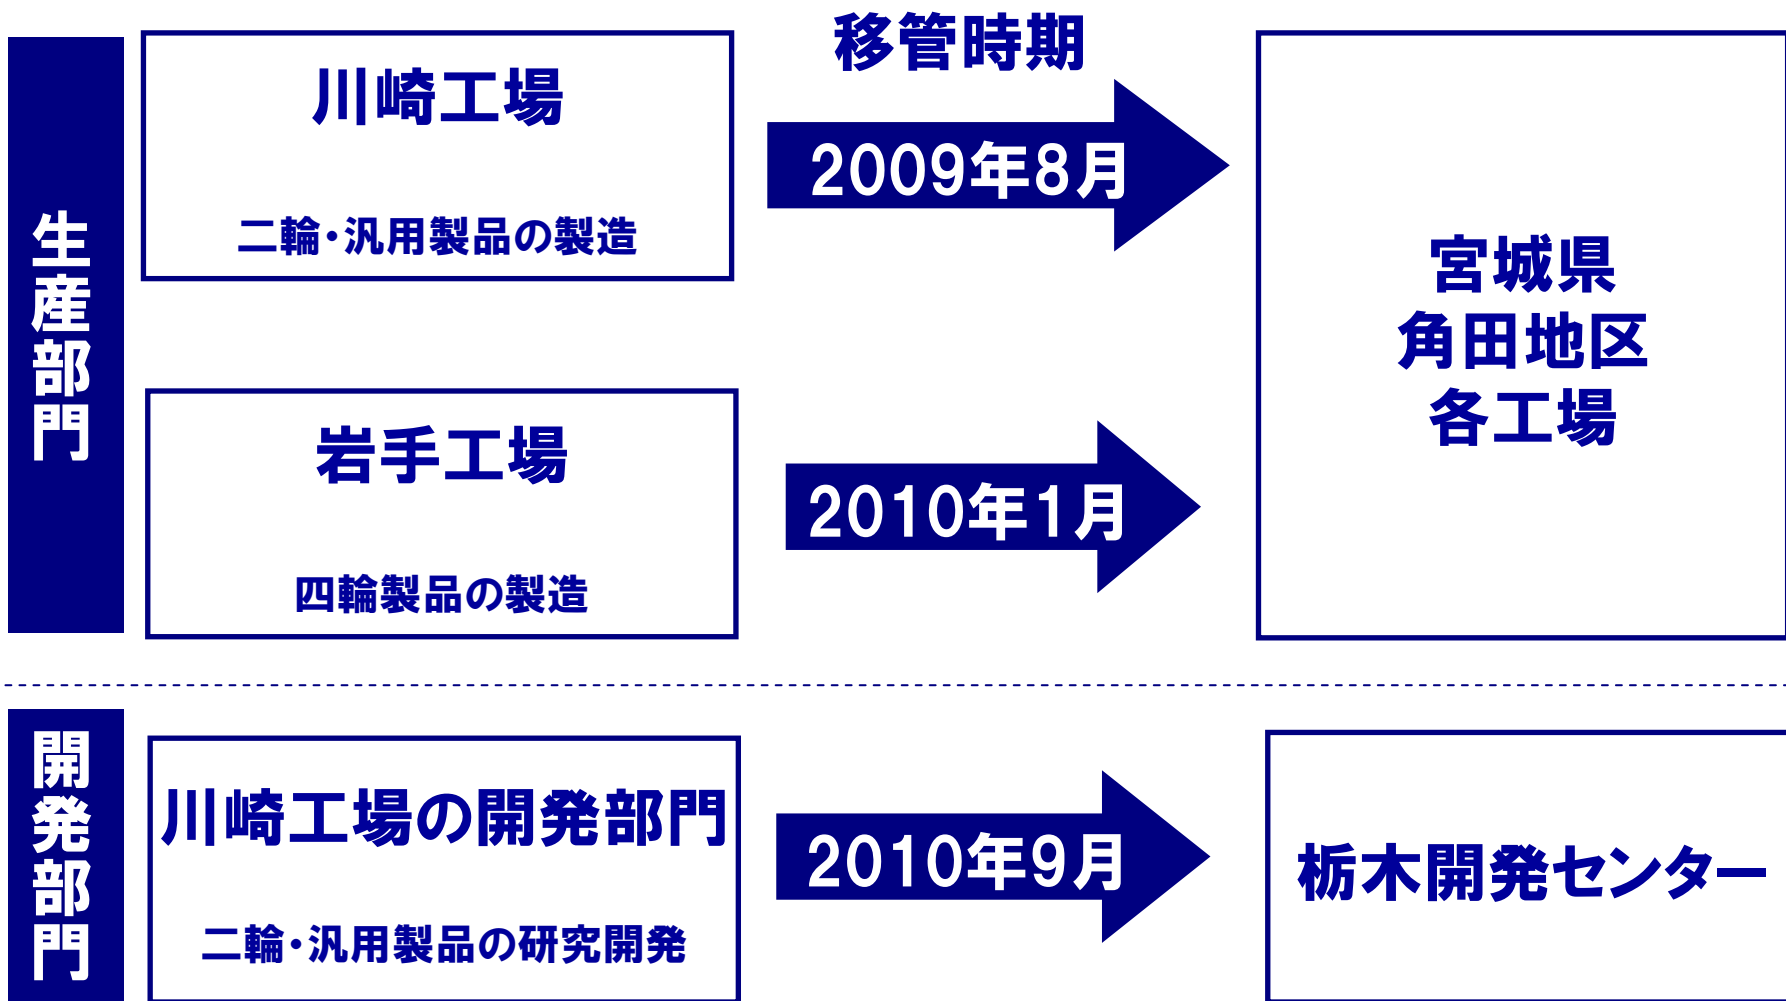 移管時期
生産部門
川崎工場
二輪・汎用製品の製造
2009年8月
岩手工場
四輪製品の製造
2010年1月
宮城県
角田地区
各工場
開発部門
川崎工場の開発部門
二輪・汎用製品の研究開発
2010年9月
栃木開発センター